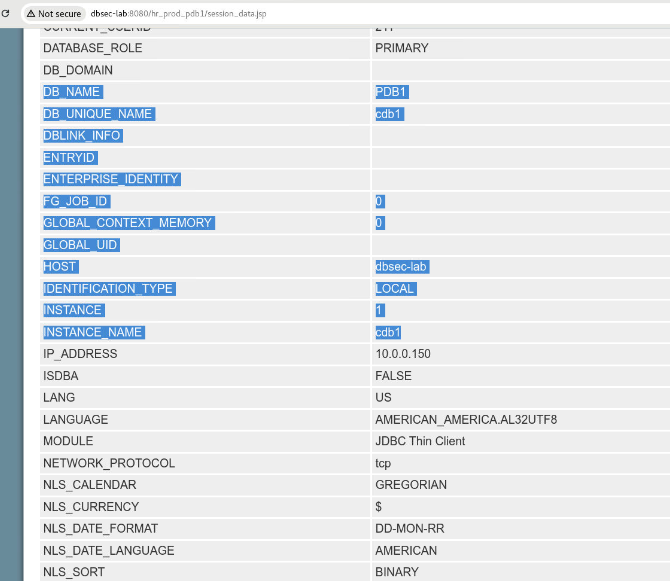 Not secure dbsec-lab:8080/hr_prod_pdb1/session_data.jsp
DATABASE_ROLE PRIMARY
DB_DOMAIN
DB_NAME PDB1
DB_UNIQUE_NAME cdb1
DBLINK_INFO
ENTRYID
ENTERPRISE_IDENTITY
FG_JOB_ID 0
GLOBAL_CONTEXT_MEMORY 0
GLOBAL_UID
HOST dbsec-lab
IDENTIFICATION_TYPE LOCAL
INSTANCE 1
INSTANCE_NAME cdb1
IP_ADDRESS 10.0.0.150
ISDBA FALSE
LANG US
LANGUAGE AMERICAN_AMERICA.AL32UTF8
MODULE JDBC Thin Client
NETWORK_PROTOCOL tcp
NLS_CALENDAR GREGORIAN
NLS_CURRENCY $
NLS_DATE_FORMAT DD-MON-RR
NLS_DATE_LANGUAGE AMERICAN
NLS_SORT BINARY